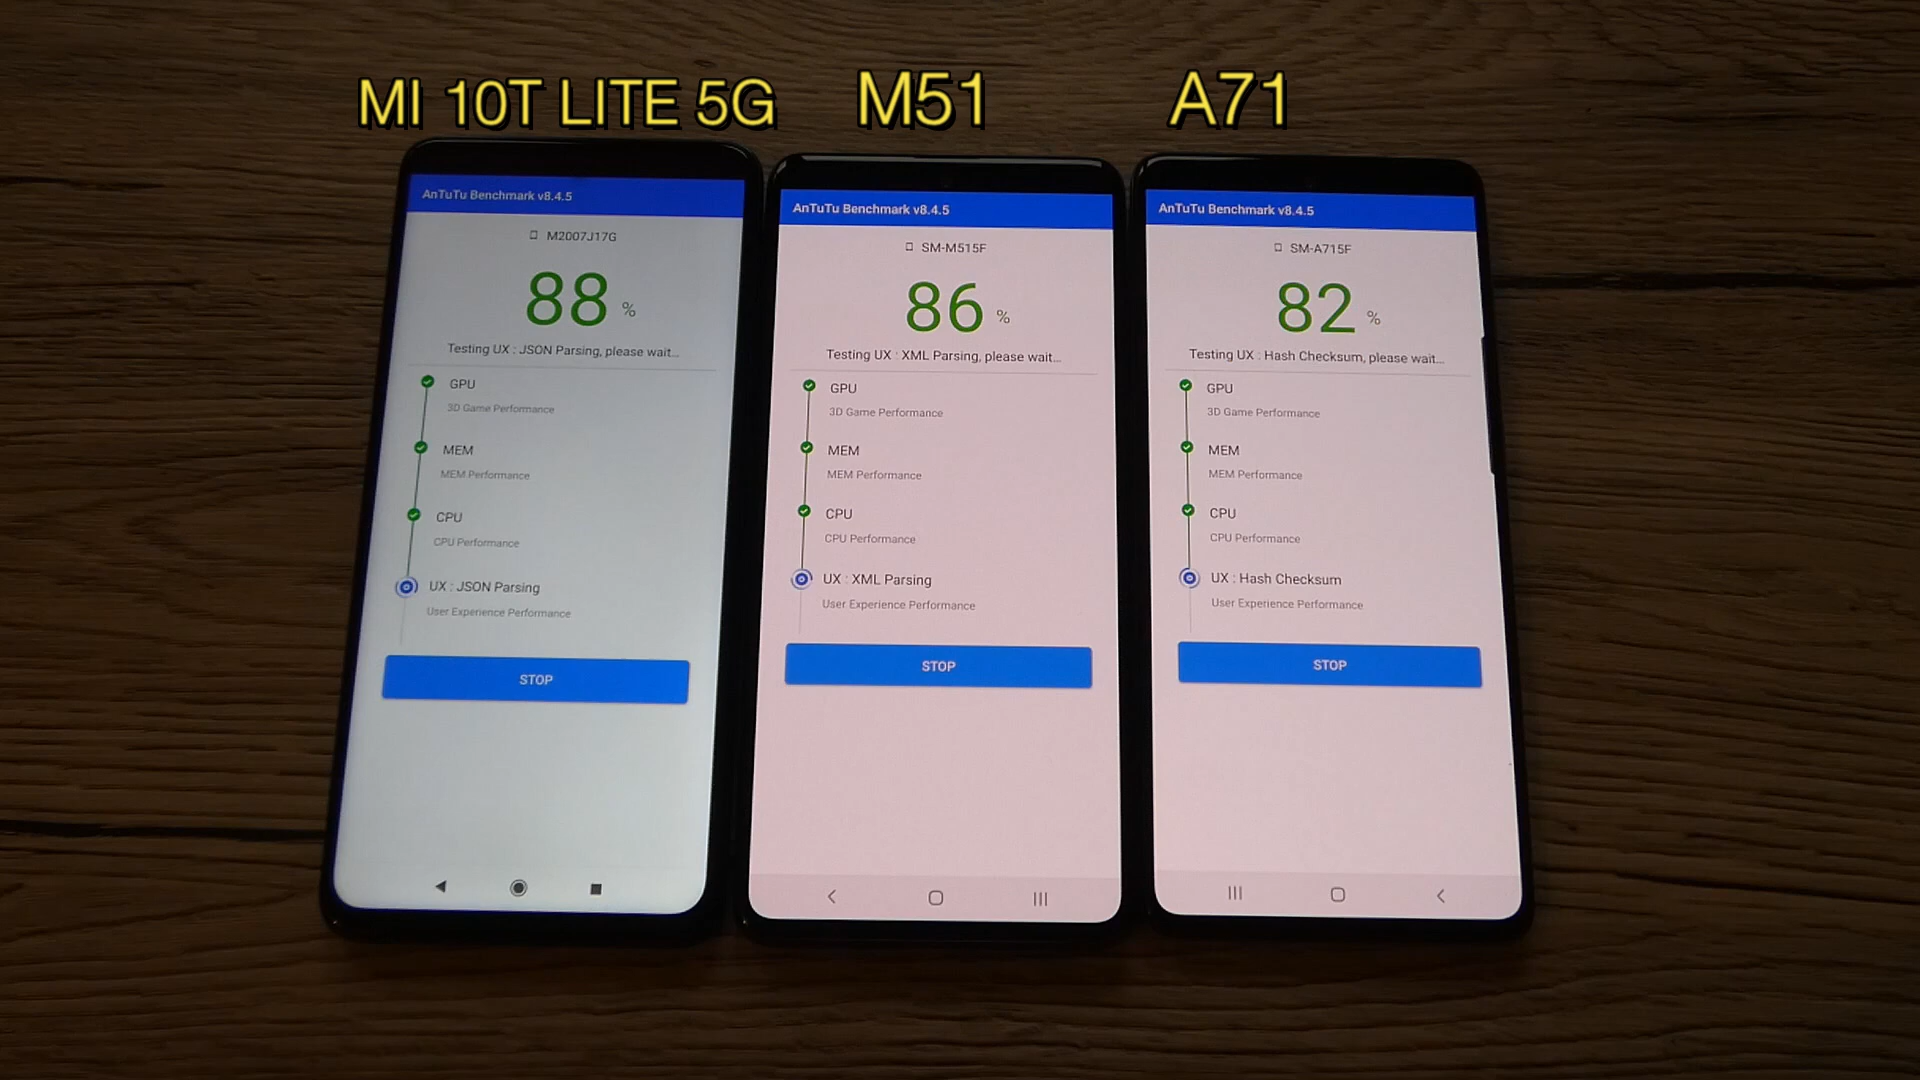 MI 10T LITE 5G
M51
A71
AnTuTu Benchmark v8.4.5
M2007J17G
88 %
Testing UX : JSON Parsing, please wait...
GPU
3D Game Performance
MEM
MEM Performance
CPU
CPU Performance
UX : JSON Parsing
User Experience Performance
STOP
AnTuTu Benchmark v8.4.5
SM-M515F
86 %
Testing UX : XML Parsing, please wait...
GPU
3D Game Performance
MEM
MEM Performance
CPU
CPU Performance
UX : XML Parsing
User Experience Performance
STOP
AnTuTu Benchmark v8.4.5
SM-A715F
82 %
Testing UX : Hash Checksum, please wait...
GPU
3D Game Performance
MEM
MEM Performance
CPU
CPU Performance
UX : Hash Checksum
User Experience Performance
STOP